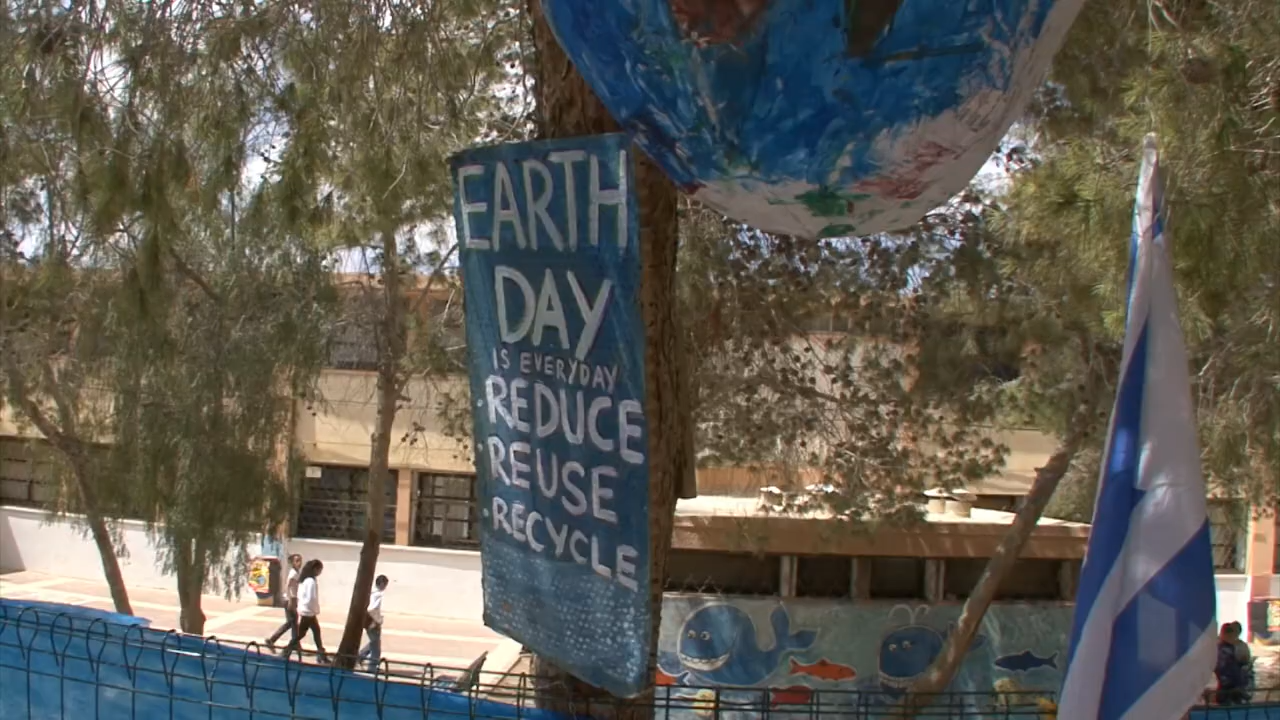 EARTH
DAY
IS EVERYDAY
·REDUCE
·REUSE
·RECYCLE